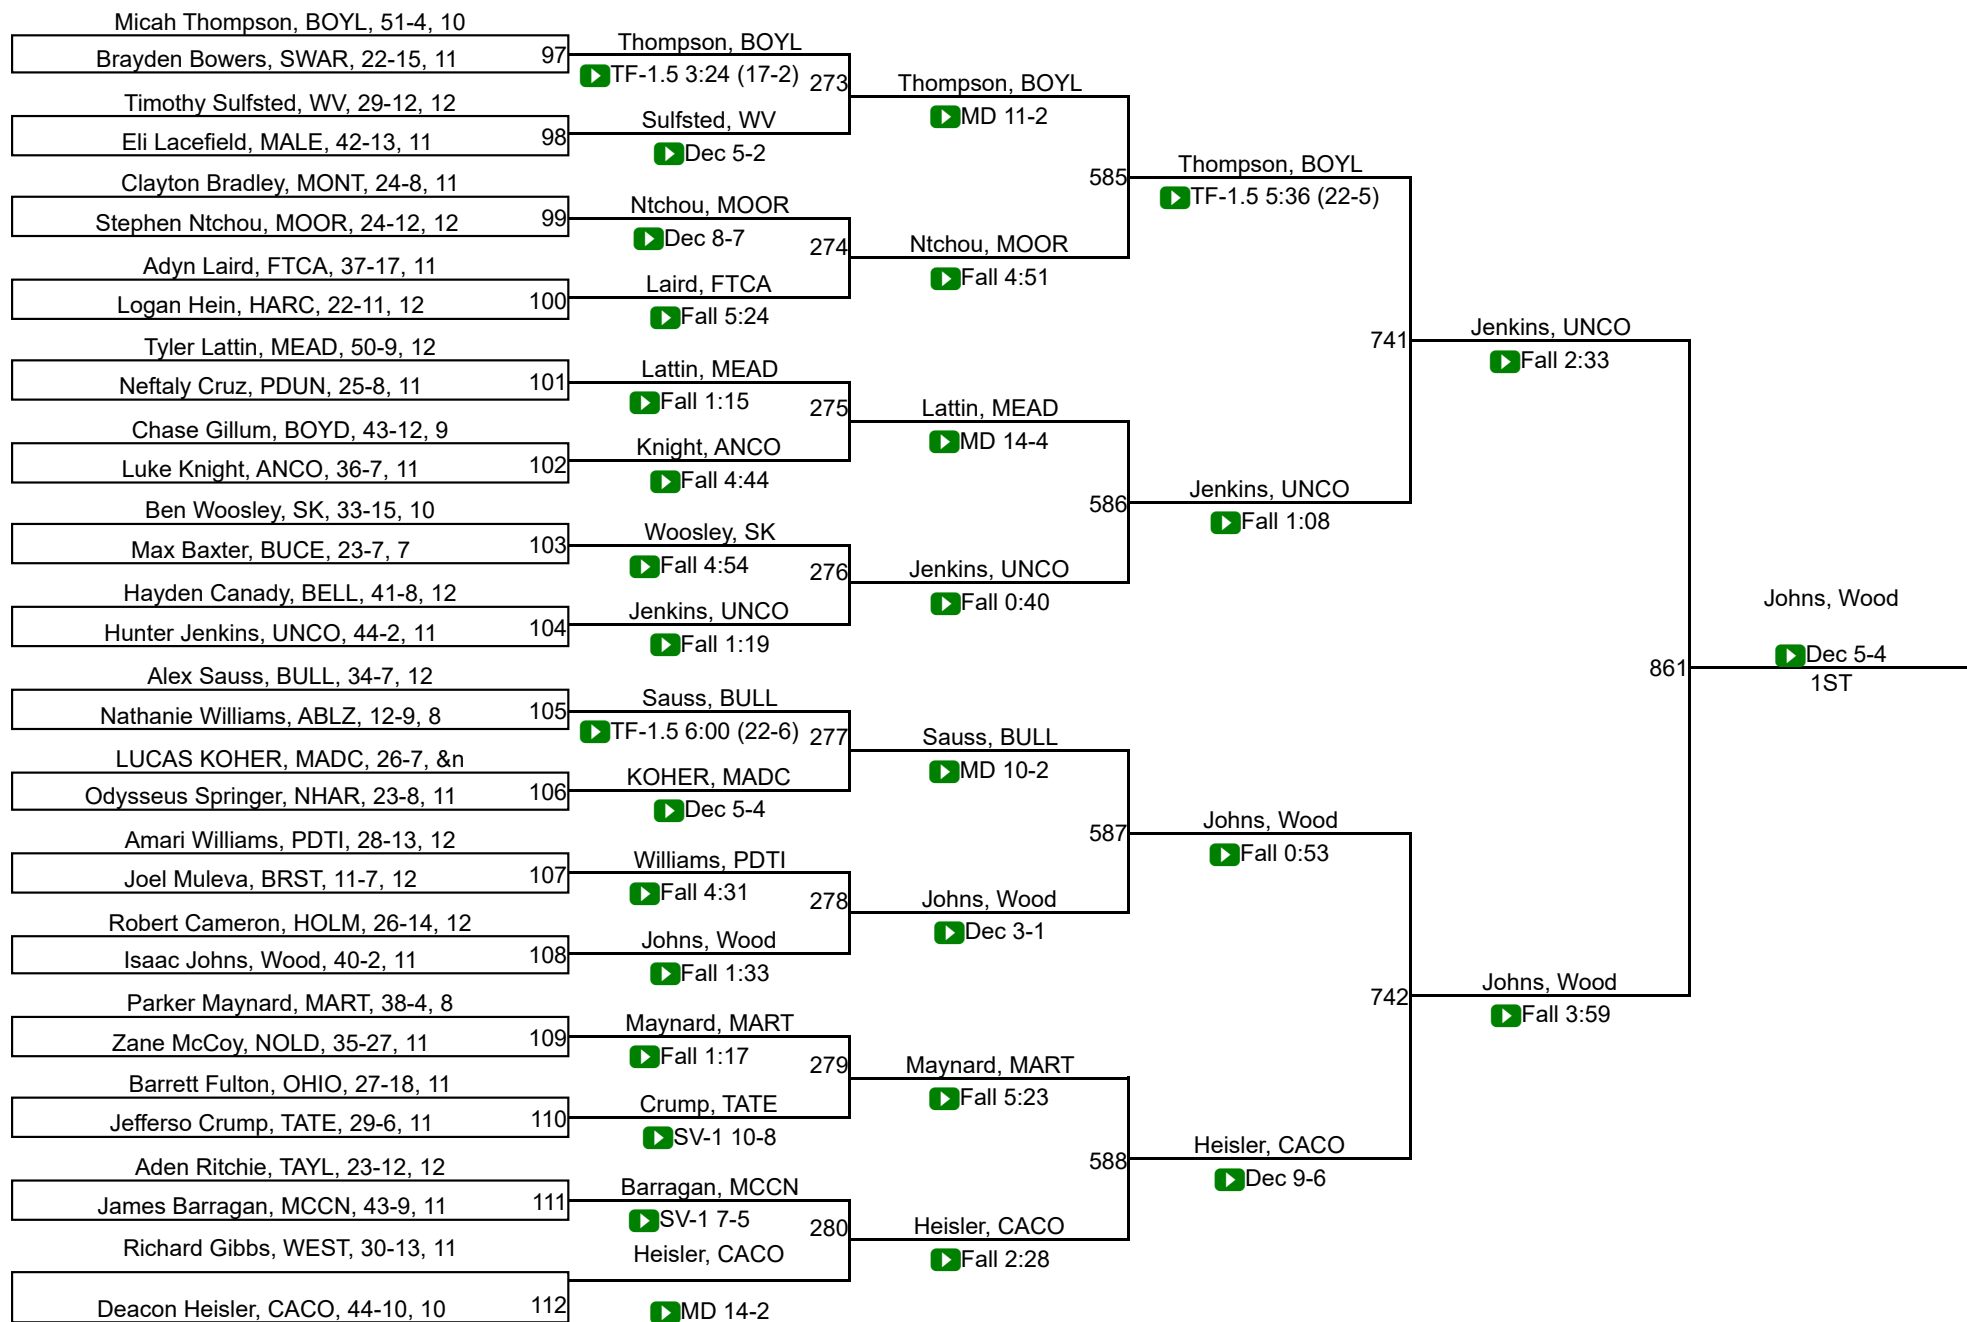 Micah Thompson, BOYL, 51-4, 10
Brayden Bowers, SWAR, 22-15, 11
97
Timothy Sulfsted, WV, 29-12, 12
Eli Lacefield, MALE, 42-13, 11
98
Clayton Bradley, MONT, 24-8, 11
Stephen Ntchou, MOOR, 24-12, 12
99
Adyn Laird, FTCA, 37-17, 11
Logan Hein, HARC, 22-11, 12
100
Tyler Lattin, MEAD, 50-9, 12
Neftaly Cruz, PDUN, 25-8, 11
101
Chase Gillum, BOYD, 43-12, 9
Luke Knight, ANCO, 36-7, 11
102
Ben Woosley, SK, 33-15, 10
Max Baxter, BUCE, 23-7, 7
103
Hayden Canady, BELL, 41-8, 12
Hunter Jenkins, UNCO, 44-2, 11
104
Alex Sauss, BULL, 34-7, 12
Nathanie Williams, ABLZ, 12-9, 8
105
LUCAS KOHER, MADC, 26-7, &n
Odysseus Springer, NHAR, 23-8, 11
106
Amari Williams, PDTI, 28-13, 12
Joel Muleva, BRST, 11-7, 12
107
Robert Cameron, HOLM, 26-14, 12
Isaac Johns, Wood, 40-2, 11
108
Parker Maynard, MART, 38-4, 8
Zane McCoy, NOLD, 35-27, 11
109
Barrett Fulton, OHIO, 27-18, 11
Jefferso Crump, TATE, 29-6, 11
110
Aden Ritchie, TAYL, 23-12, 12
James Barragan, MCCN, 43-9, 11
111
Richard Gibbs, WEST, 30-13, 11
Deacon Heisler, CACO, 44-10, 10
112
Thompson, BOYL
TF-1.5 3:24 (17-2)
273
Sulfsted, WV
Dec 5-2
Ntchou, MOOR
Dec 8-7
274
Laird, FTCA
Fall 5:24
Lattin, MEAD
Fall 1:15
275
Knight, ANCO
Fall 4:44
Woosley, SK
Fall 4:54
276
Jenkins, UNCO
Fall 1:19
Sauss, BULL
TF-1.5 6:00 (22-6)
277
KOHER, MADC
Dec 5-4
Williams, PDTI
Fall 4:31
278
Johns, Wood
Fall 1:33
Maynard, MART
Fall 1:17
279
Crump, TATE
SV-1 10-8
Barragan, MCCN
SV-1 7-5
280
Heisler, CACO
MD 14-2
Thompson, BOYL
MD 11-2
585
Ntchou, MOOR
Fall 4:51
Lattin, MEAD
MD 14-4
586
Jenkins, UNCO
Fall 0:40
Sauss, BULL
MD 10-2
587
Johns, Wood
Dec 3-1
Maynard, MART
Fall 5:23
588
Heisler, CACO
Fall 2:28
Thompson, BOYL
TF-1.5 5:36 (22-5)
741
Jenkins, UNCO
Fall 1:08
Johns, Wood
Fall 0:53
742
Heisler, CACO
Dec 9-6
Jenkins, UNCO
Fall 2:33
861
Johns, Wood
Fall 3:59
Johns, Wood
Dec 5-4
1ST